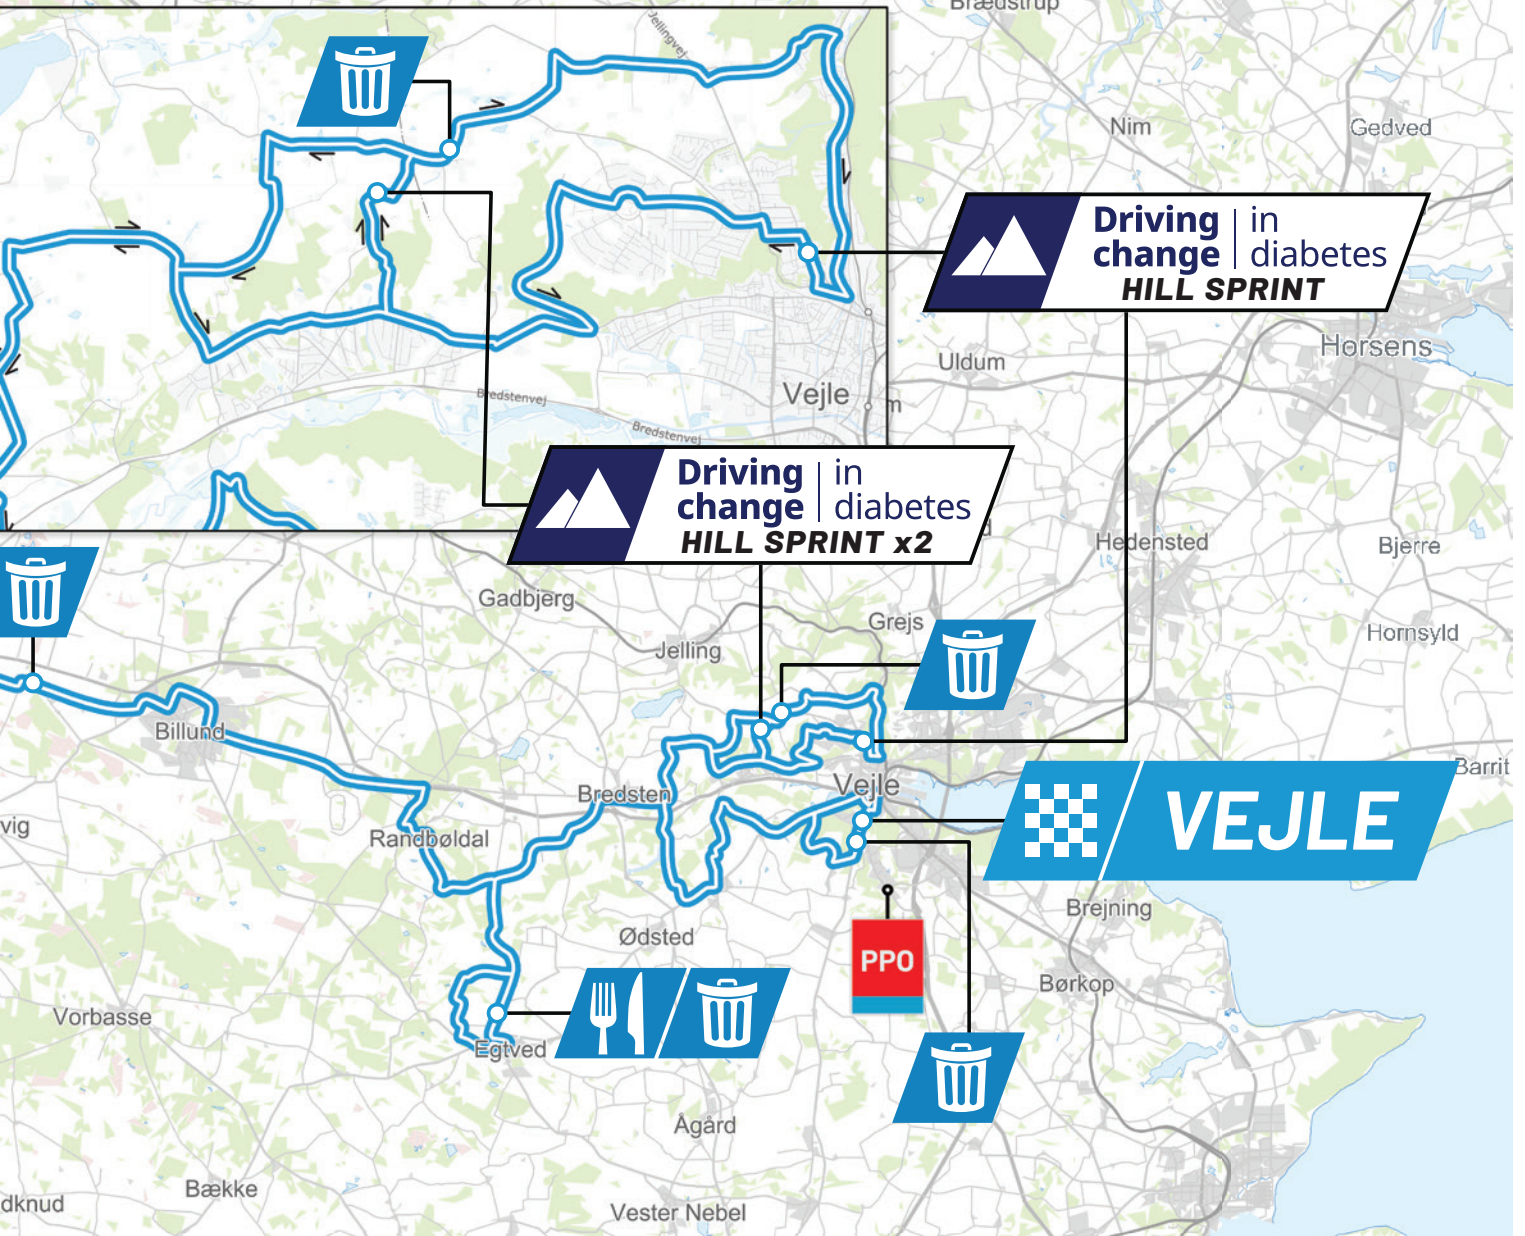 Brædstrup
Jellingvej
Nim
Gedved
Driving
change
in
diabetes
HILL SPRINT
Horsens
Uldum
Vejle
m
Bredstenvej
Bredstenvej
Driving
change
in
diabetes
HILL SPRINT x2
d
Hedensted
Bjerre
Gadbjerg
Grejs
Hornsyld
Jelling
Billund
Barrit
Vejle
Bredsten
VEJLE
vig
Randbøldal
Brejning
Ødsted
PPO
Børkop
Vorbasse
Egtved
Ågård
Bække
dknud
Vester Nebel